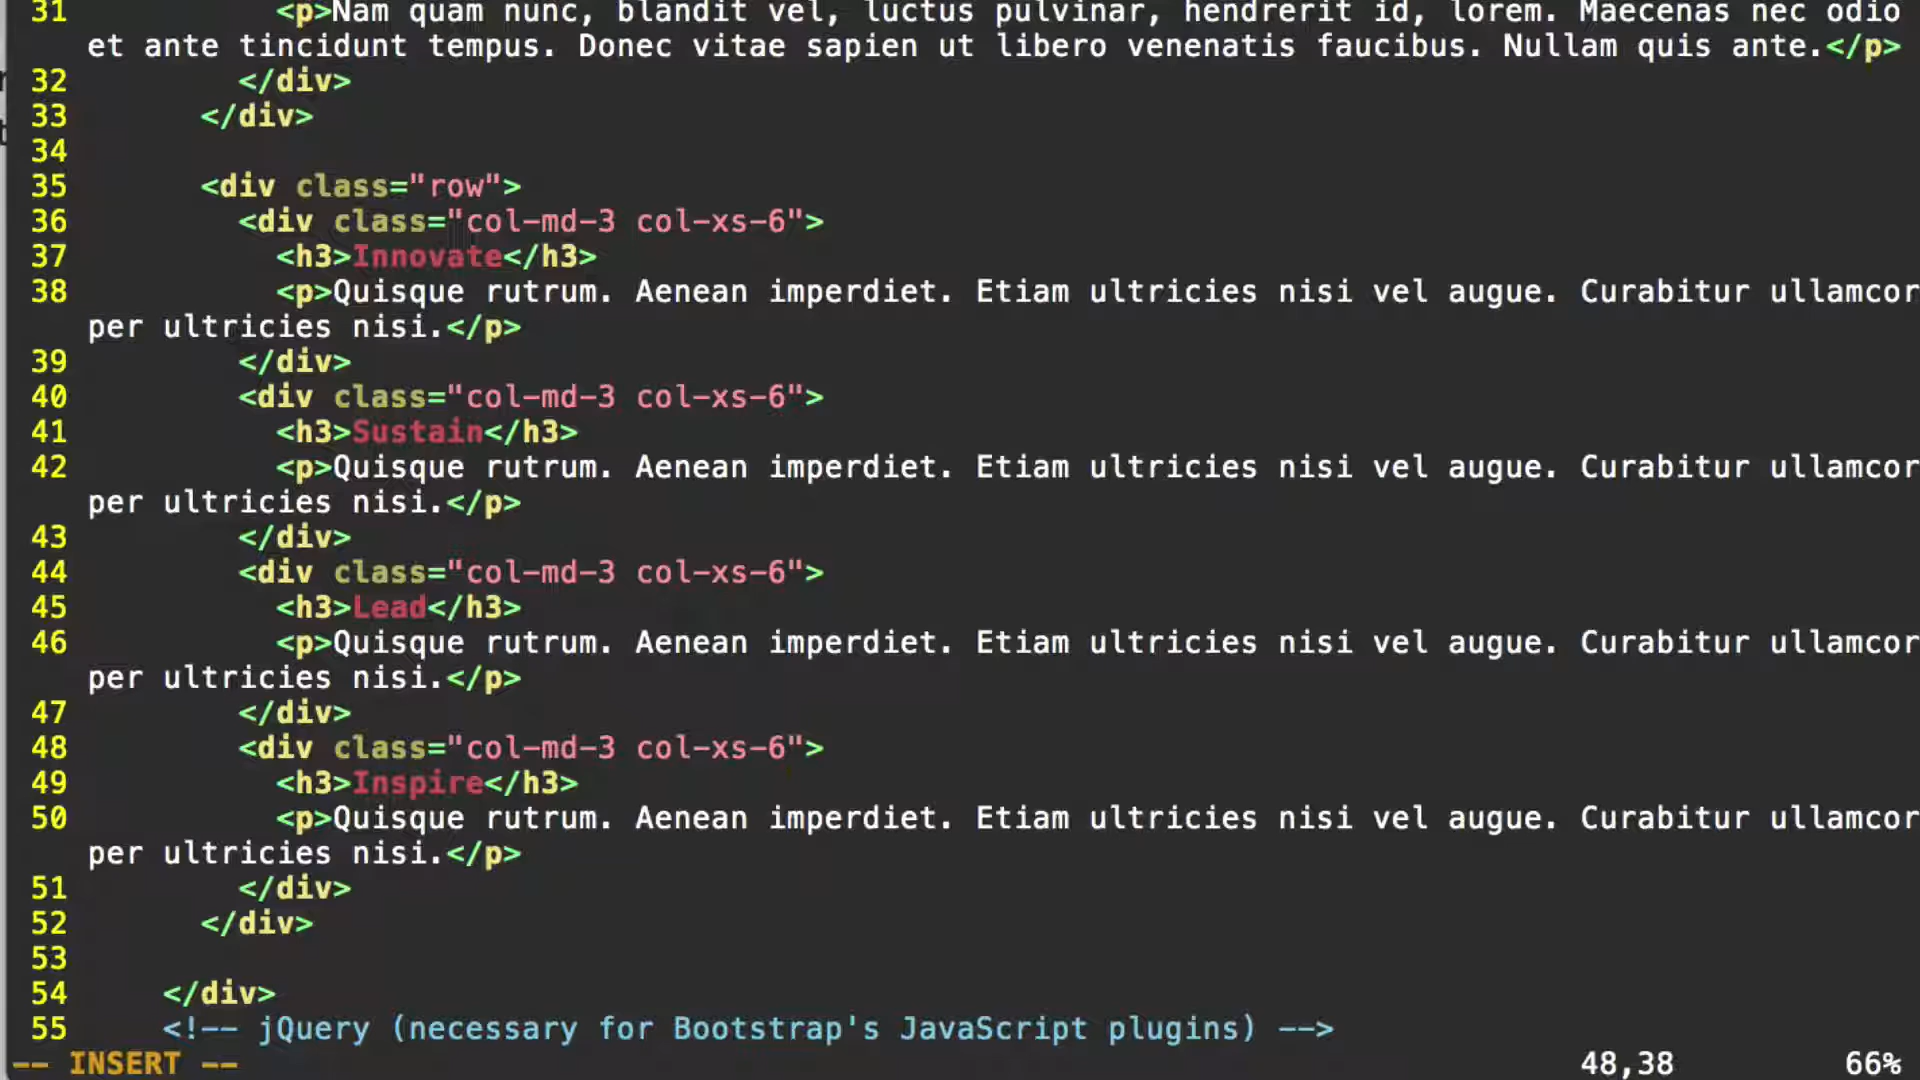 31 <p>Nam quam nunc, blandit vel, luctus pulvinar, hendrerit id, lorem. Maecenas nec odio
et ante tincidunt tempus. Donec vitae sapien ut libero venenatis faucibus. Nullam quis ante.</p>
32 </div>
33 </div>
34
35 <div class="row">
36 <div class="col-md-3 col-xs-6">
37 <h3>Innovate</h3>
38 <p>Quisque rutrum. Aenean imperdiet. Etiam ultricies nisi vel augue. Curabitur ullamcor
per ultricies nisi.</p>
39 </div>
40 <div class="col-md-3 col-xs-6">
41 <h3>Sustain</h3>
42 <p>Quisque rutrum. Aenean imperdiet. Etiam ultricies nisi vel augue. Curabitur ullamcor
per ultricies nisi.</p>
43 </div>
44 <div class="col-md-3 col-xs-6">
45 <h3>Lead</h3>
46 <p>Quisque rutrum. Aenean imperdiet. Etiam ultricies nisi vel augue. Curabitur ullamcor
per ultricies nisi.</p>
47 </div>
48 <div class="col-md-3 col-xs-6">
49 <h3>Inspire</h3>
50 <p>Quisque rutrum. Aenean imperdiet. Etiam ultricies nisi vel augue. Curabitur ullamcor
per ultricies nisi.</p>
51 </div>
52 </div>
53
54 </div>
55 <!-- jQuery (necessary for Bootstrap's JavaScript plugins) -->
-- INSERT -- 48,38 66%